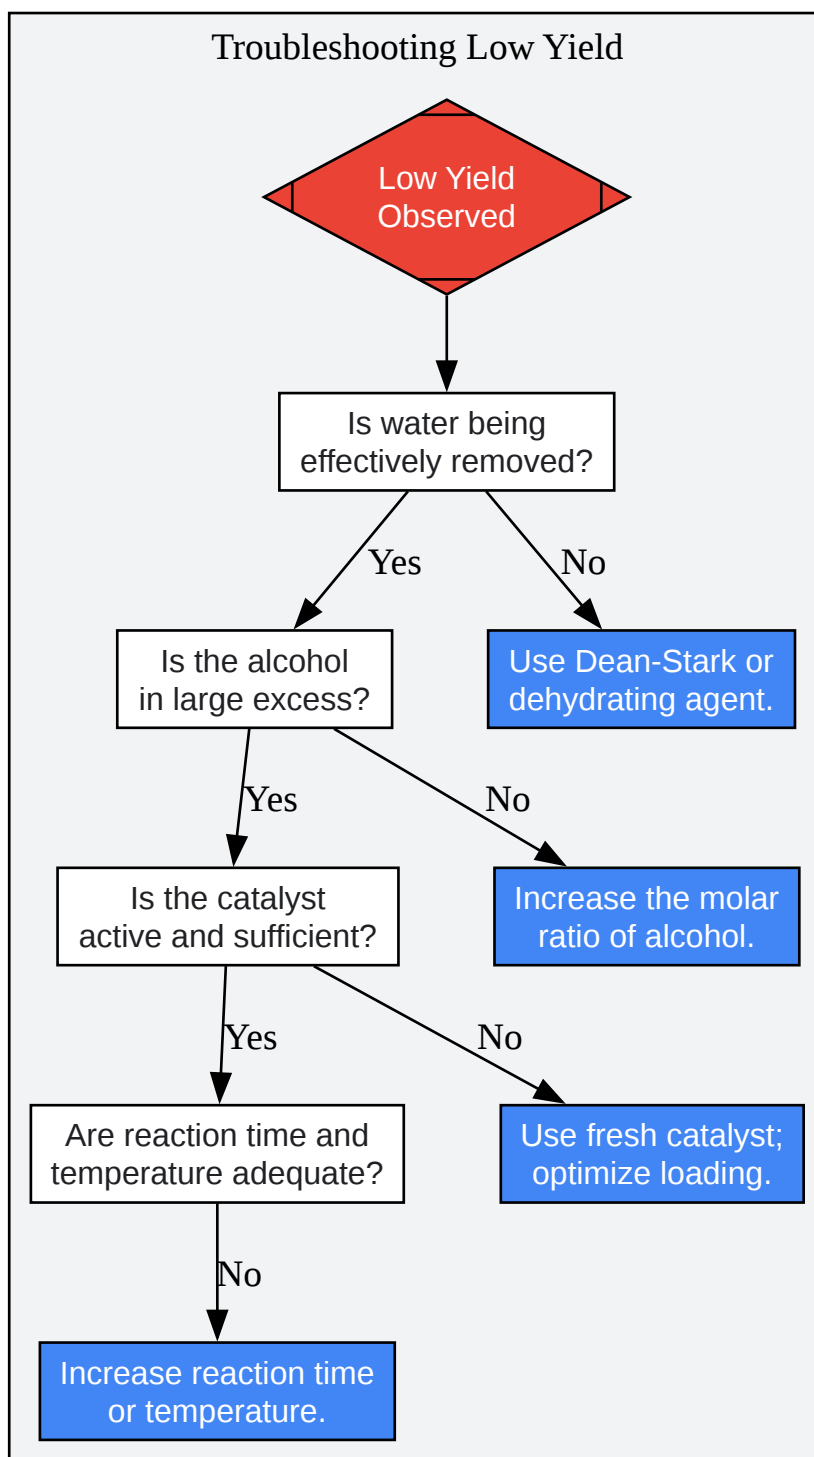 Troubleshooting Low Yield
Low Yield
Observed
Is water being
effectively removed?
Yes
No
Is the alcohol
in large excess?
Use Dean-Stark or
dehydrating agent.
Yes
No
Is the catalyst
active and sufficient?
Increase the molar
ratio of alcohol.
Yes
No
Are reaction time and
temperature adequate?
Use fresh catalyst;
optimize loading.
No
Increase reaction time
or temperature.